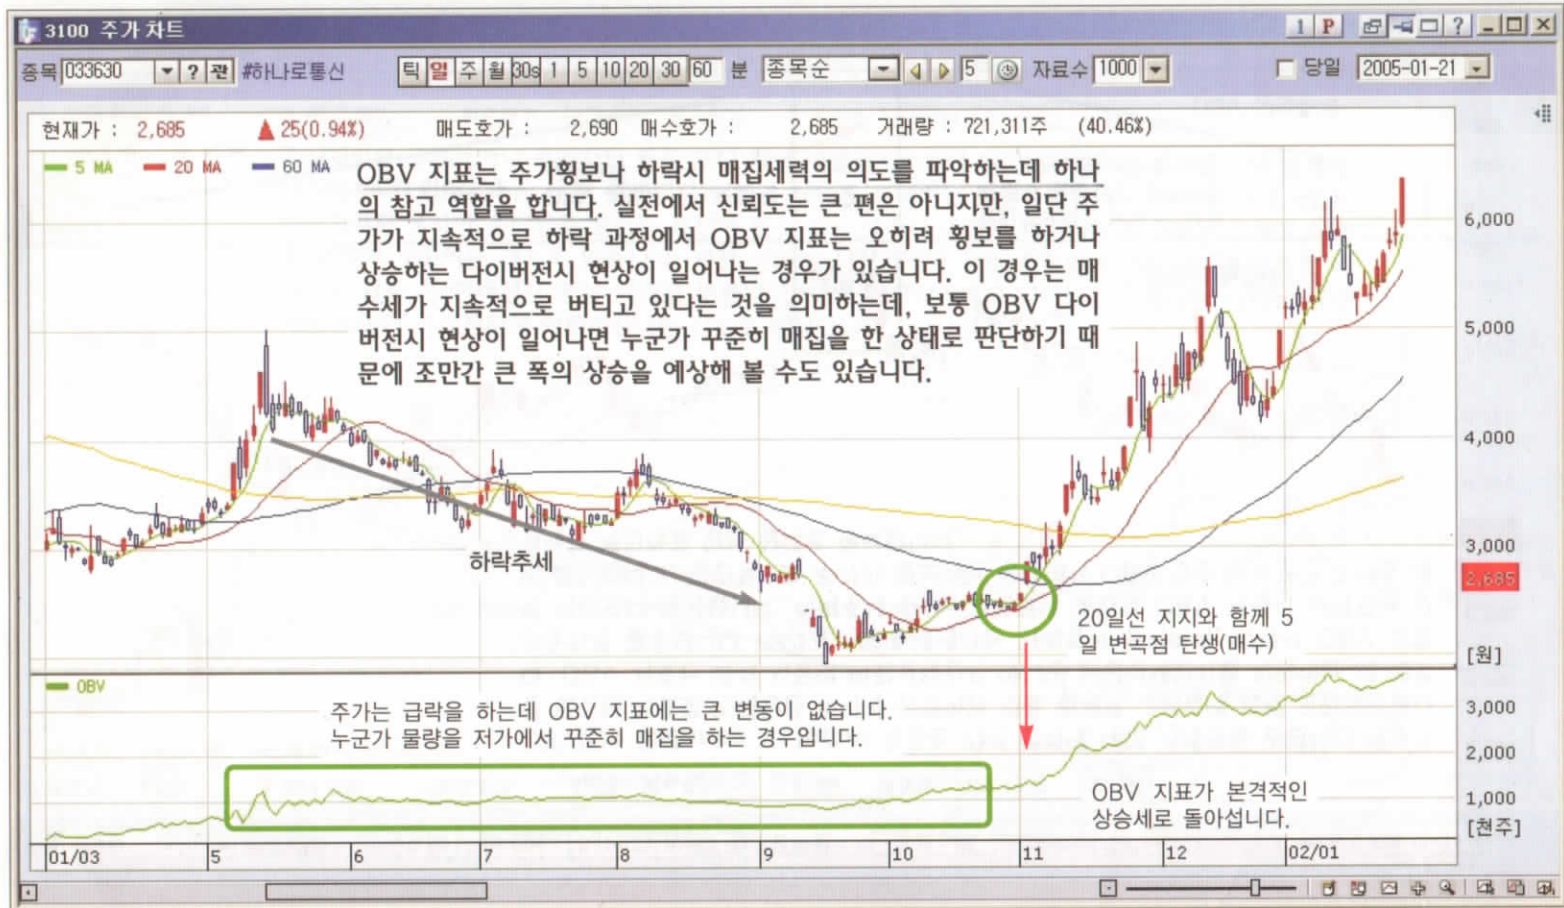 3100 주가차트
1 P ?
종목 033630 ? 관 #하나로통신 틱 일 주 월 30s 1 5 10 20 30 60 분 종목순 5 자료수 1000 당일 2005-01-21
현재가 : 2,685 ▲ 25(0.94%) 매도호가 : 2,690 매수호가 : 2,685 거래량 : 721,311주 (40.46%)
5 MA 20 MA 60 MA
OBV 지표는 주가횡보나 하락시 매집세력의 의도를 파악하는데 하나
의 참고 역할을 합니다. 실전에서 신뢰도는 큰 편은 아니지만, 일단 주
가가 지속적으로 하락 과정에서 OBV 지표는 오히려 횡보를 하거나
상승하는 다이버전시 현상이 일어나는 경우가 있습니다. 이 경우는 매
수세가 지속적으로 버티고 있다는 것을 의미하는데, 보통 OBV 다이
버전시 현상이 일어나면 누군가 꾸준히 매집을 한 상태로 판단하기 때
문에 조만간 큰 폭의 상승을 예상해 볼 수도 있습니다.
6,000
5,000
4,000
3,000
2,685
[원]
하락추세
20일선 지지와 함께 5
일 변곡점 탄생(매수)
OBV
주가는 급락을 하는데 OBV 지표에는 큰 변동이 없습니다.
누군가 물량을 저가에서 꾸준히 매집을 하는 경우입니다.
3,000
2,000
1,000
[천주]
OBV 지표가 본격적인
상승세로 돌아섭니다.
01/03 5 6 7 8 9 10 11 12 02/01